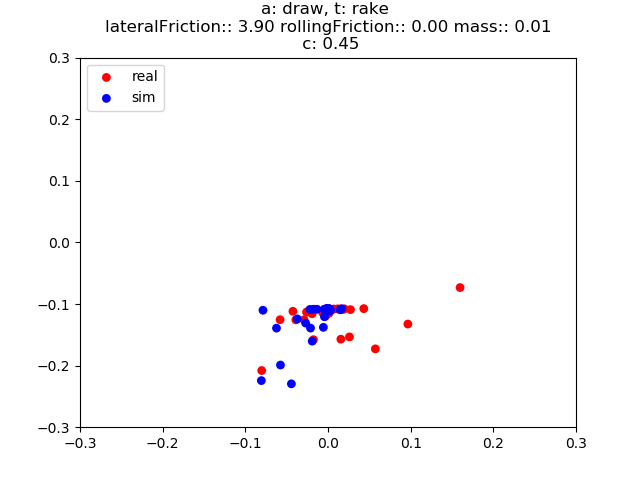 a: draw, t: rake
lateralFriction:: 3.90 rollingFriction:: 0.00 mass:: 0.01
c: 0.45
real
sim
0.3
0.2
0.1
0.0
−0.1
−0.2
−0.3
−0.3
−0.2
−0.1
0.0
0.1
0.2
0.3